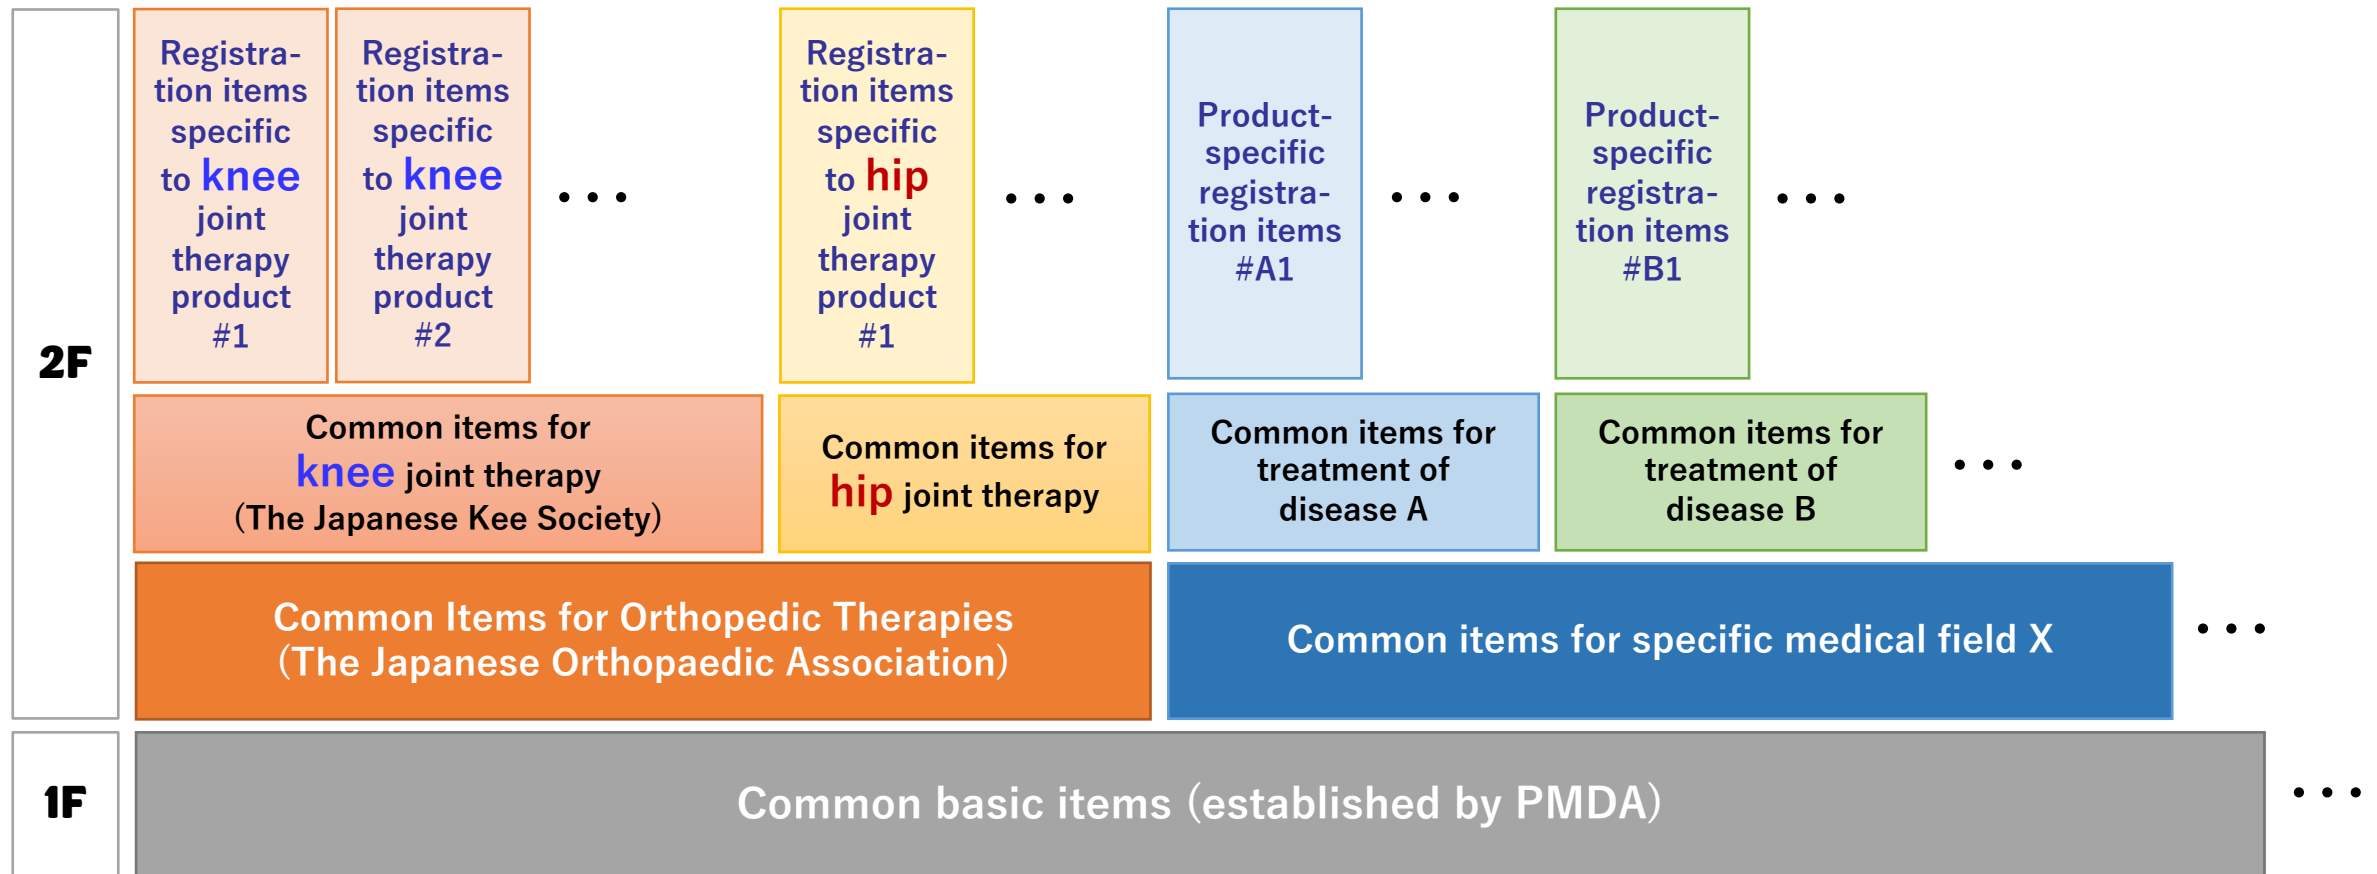 2F
Registra-
tion items
specific
to knee
joint
therapy
product
#1
Registra-
tion items
specific
to knee
joint
therapy
product
#2
• • •
Registra-
tion items
specific
to hip
joint
therapy
product
#1
• • •
Product-
specific
registra-
tion items
#A1
• • •
Product-
specific
registra-
tion items
#B1
• • •
Common items for
knee joint therapy
(The Japanese Kee Society)
Common items for
hip joint therapy
Common items for
treatment of
disease A
Common items for
treatment of
disease B
• • •
Common Items for Orthopedic Therapies
(The Japanese Orthopaedic Association)
Common items for specific medical field X
• • •
1F
Common basic items (established by PMDA)
• • •